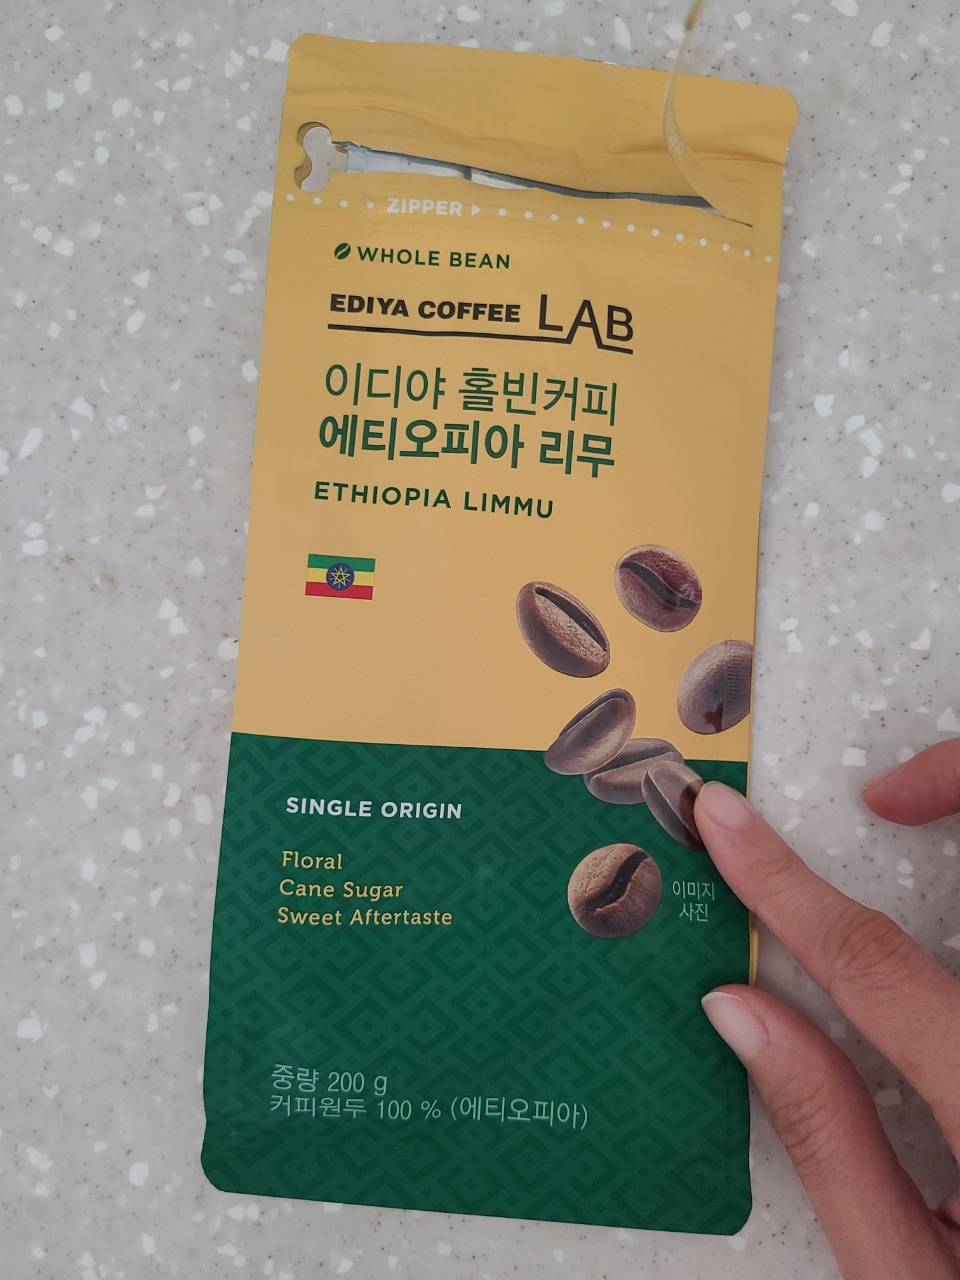 ZIPPER
WHOLE BEAN
EDIYA COFFEE LAB
이디야 홀빈커피
에티오피아 리무
ETHIOPIA LIMMU
SINGLE ORIGIN
Floral
Cane Sugar
Sweet Aftertaste
이미지
사진
중량 200 g
커피원두 100 % (에티오피아)